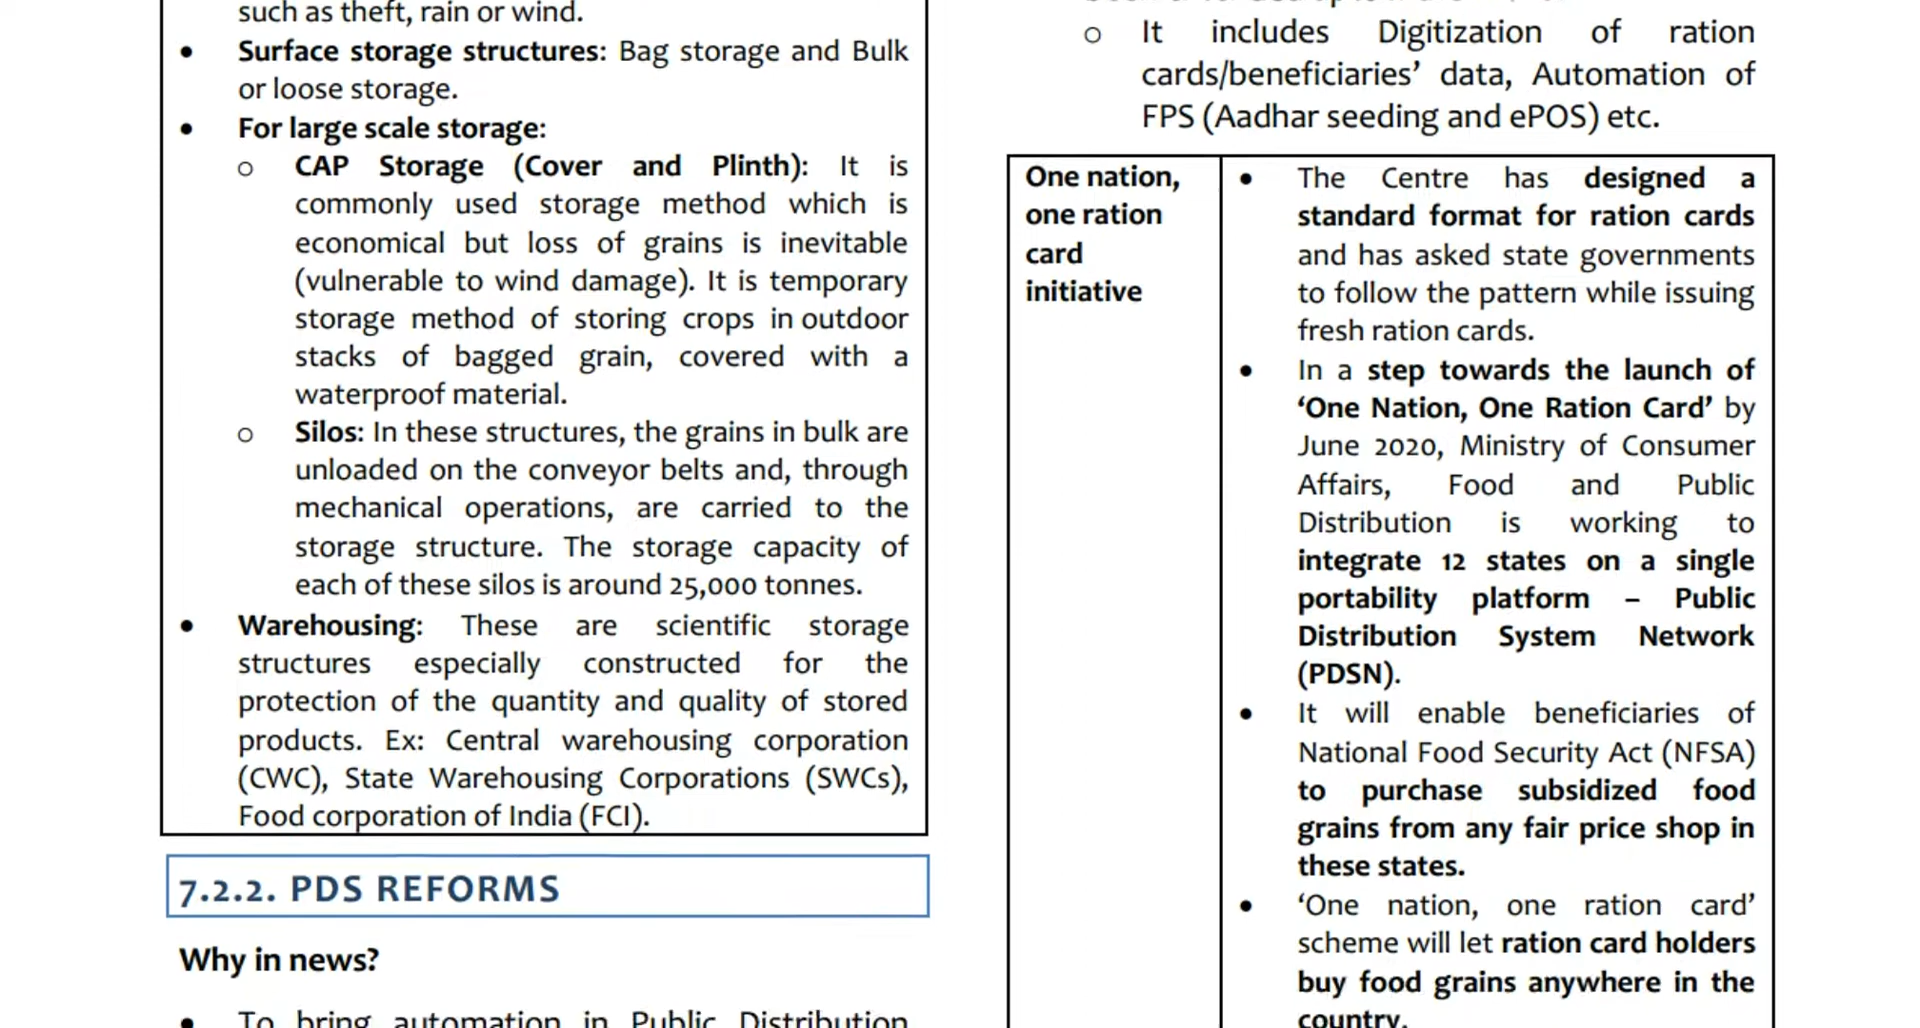 such as theft, rain or wind.
• Surface storage structures: Bag storage and Bulk
or loose storage.
• For large scale storage:
o CAP Storage (Cover and Plinth): It is
commonly used storage method which is
economical but loss of grains is inevitable
(vulnerable to wind damage). It is temporary
storage method of storing crops in outdoor
stacks of bagged grain, covered with a
waterproof material.
o Silos: In these structures, the grains in bulk are
unloaded on the conveyor belts and, through
mechanical operations, are carried to the
storage structure. The storage capacity of
each of these silos is around 25,000 tonnes.
• Warehousing: These are scientific storage
structures especially constructed for the
protection of the quantity and quality of stored
products. Ex: Central warehousing corporation
(CWC), State Warehousing Corporations (SWCs),
Food corporation of India (FCI).
7.2.2. PDS REFORMS
Why in news?
• To bring automation in Public Distribution
o It includes Digitization of ration
cards/beneficiaries’ data, Automation of
FPS (Aadhar seeding and ePOS) etc.
One nation,
one ration
card
initiative
• The Centre has designed a
standard format for ration cards
and has asked state governments
to follow the pattern while issuing
fresh ration cards.
• In a step towards the launch of
‘One Nation, One Ration Card’ by
June 2020, Ministry of Consumer
Affairs, Food and Public
Distribution is working to
integrate 12 states on a single
portability platform – Public
Distribution System Network
(PDSN).
• It will enable beneficiaries of
National Food Security Act (NFSA)
to purchase subsidized food
grains from any fair price shop in
these states.
• ‘One nation, one ration card’
scheme will let ration card holders
buy food grains anywhere in the
country.